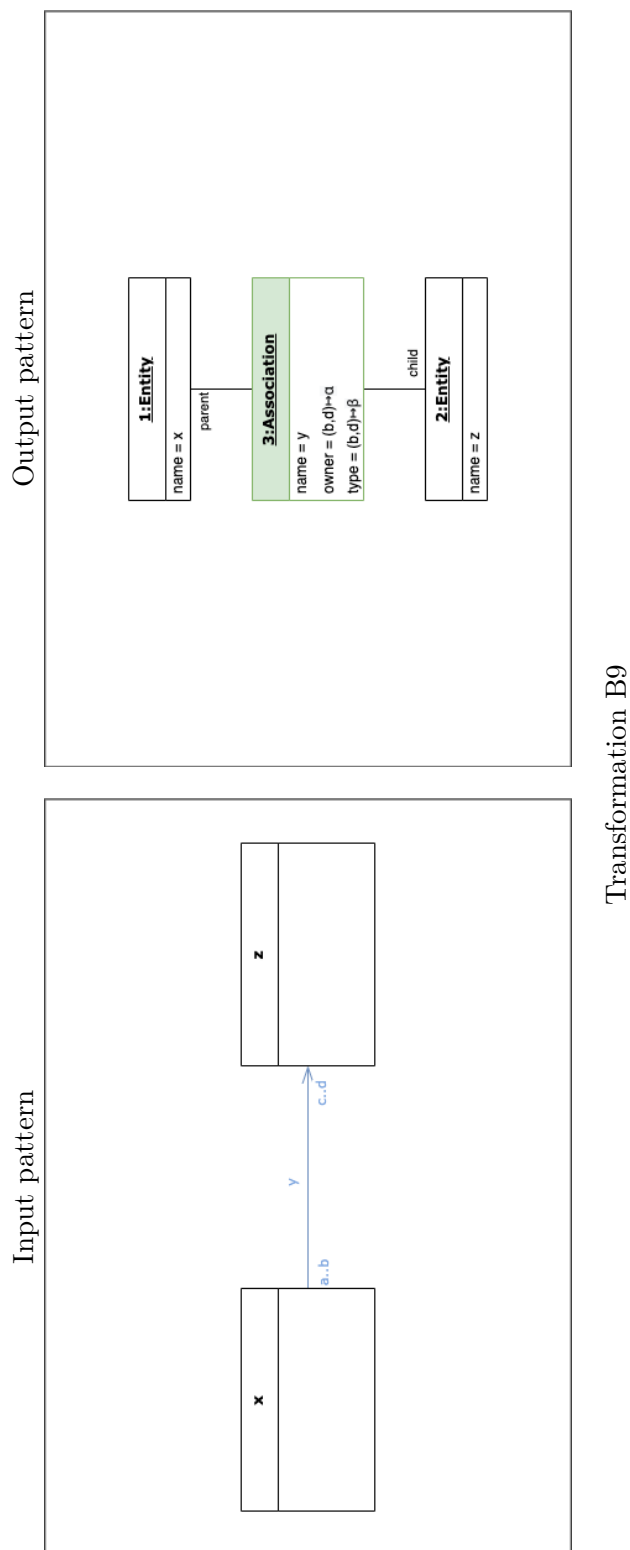 Input pattern
x
y
a..b
c..d
z
Output pattern
1:Entity
name = x
parent
3:Association
name = y
owner = (b,d)↦α
type = (b,d)↦β
child
2:Entity
name = z
Transformation B9